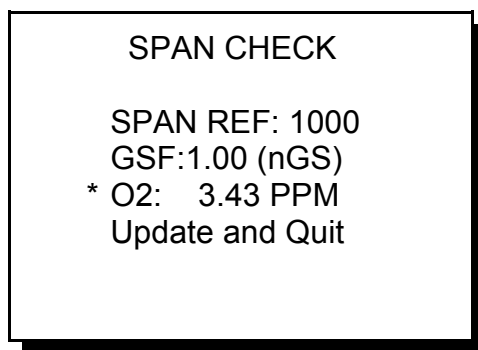 SPAN CHECK
SPAN REF: 1000
GSF:1.00 (nGS)
* O2: 3.43 PPM
Update and Quit